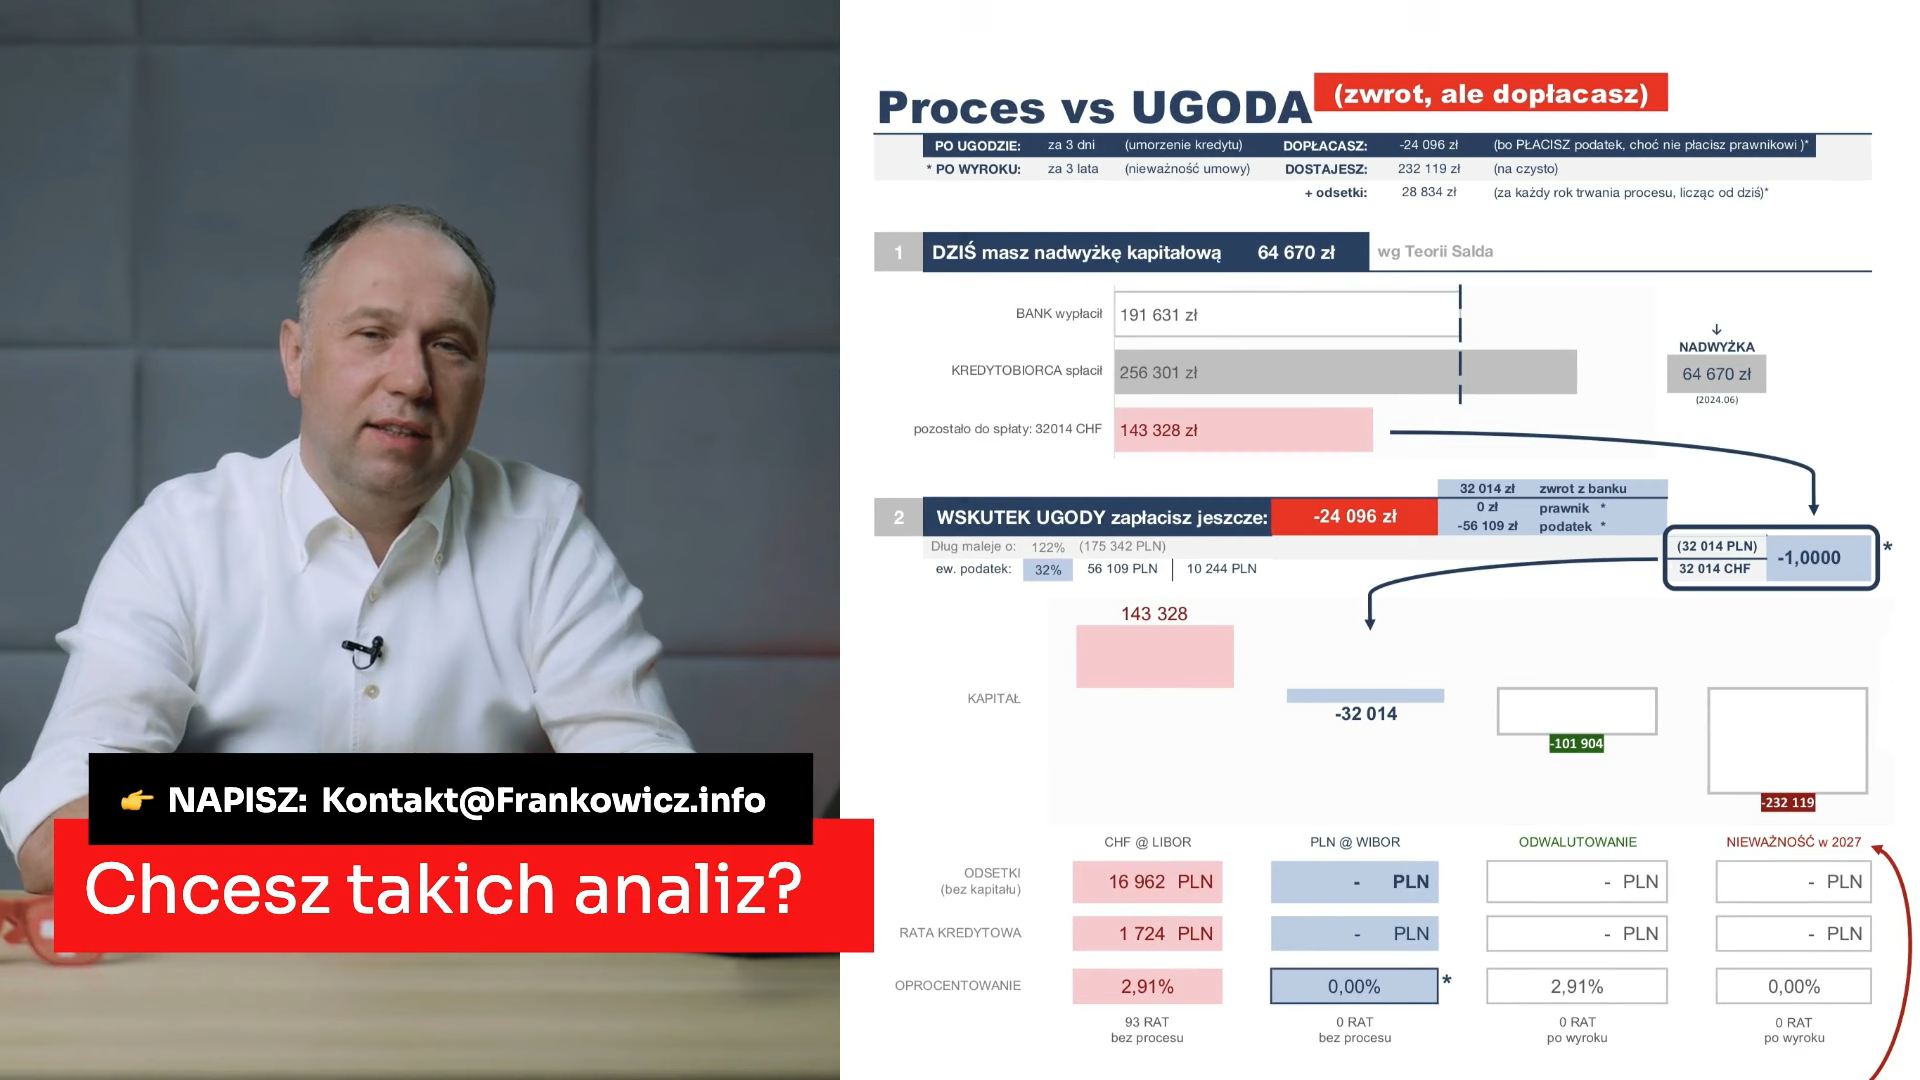 Proces vs UGODA (zwrot, ale dopłacasz)
PO UGODZIE: za 3 dni (umorzenie kredytu) DOPŁACASZ: -24 096 zł (bo PŁACISZ podatek, choć nie płacisz prawnikowi )*
* PO WYROKU: za 3 lata (nieważność umowy) DOSTAJESZ: 232 119 zł (na czysto)
+ odsetki: 28 834 zł (za każdy rok trwania procesu, licząc od dziś)*
1 DZIŚ masz nadwyżkę kapitałową 64 670 zł wg Teorii Salda
BANK wypłacił 191 631 zł
↓
NADWYŻKA
KREDYTOBIORCA spłacił 256 301 zł 64 670 zł
(2024.06)
pozostało do spłaty: 32014 CHF 143 328 zł
32 014 zł zwrot z banku
2 WSKUTEK UGODY zapłacisz jeszcze: -24 096 zł 0 zł prawnik *
-56 109 zł podatek *
Dług maleje o: 122% (175 342 PLN) (32 014 PLN) -1,0000 *
ew. podatek: 32% 56 109 PLN 10 244 PLN 32 014 CHF
143 328
KAPITAŁ
-32 014
-101 904
-232 119
CHF @ LIBOR PLN @ WIBOR ODWALUTOWANIE NIEWAŻNOŚĆ w 2027
ODSETKI
(bez kapitału) 16 962 PLN - PLN - PLN - PLN
RATA KREDYTOWA 1 724 PLN - PLN - PLN - PLN
OPROCENTOWANIE 2,91% 0,00% * 2,91% 0,00%
93 RAT 0 RAT 0 RAT 0 RAT
bez procesu bez procesu po wyroku po wyroku
👉 NAPISZ: Kontakt@Frankowicz.info
Chcesz takich analiz?